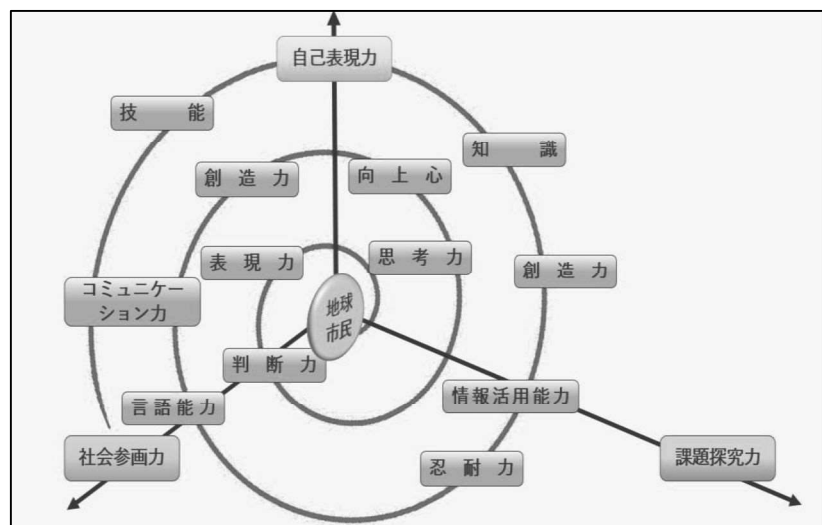 自己表現力
技能
知識
創造力
向上心
表現力
思考力
創造力
コミュニケー
ション力
地球
市民
判断力
情報活用能力
言語能力
社会参画力
忍耐力
課題探究力